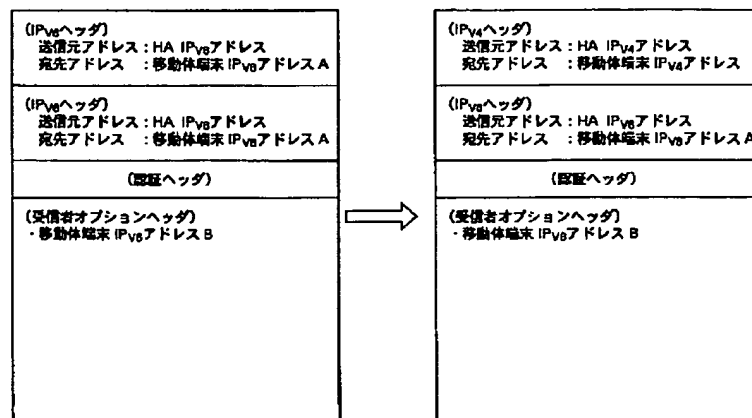 (IPV6ヘッダ)
送信元アドレス：HA IPV6アドレス
宛先アドレス ：移動体端末 IPV6アドレス A
(IPV6ヘッダ)
送信元アドレス：HA IPV6アドレス
宛先アドレス ：移動体端末 IPV6アドレス A
(認証ヘッダ)
(受信者オプションヘッダ)
・移動体端末 IPV6アドレス B
(IPV4ヘッダ)
送信元アドレス：HA IPV4アドレス
宛先アドレス ：移動体端末 IPV4アドレス
(IPV6ヘッダ)
送信元アドレス：HA IPV6アドレス
宛先アドレス ：移動体端末 IPV6アドレス A
(認証ヘッダ)
(受信者オプションヘッダ)
・移動体端末 IPV6アドレス B